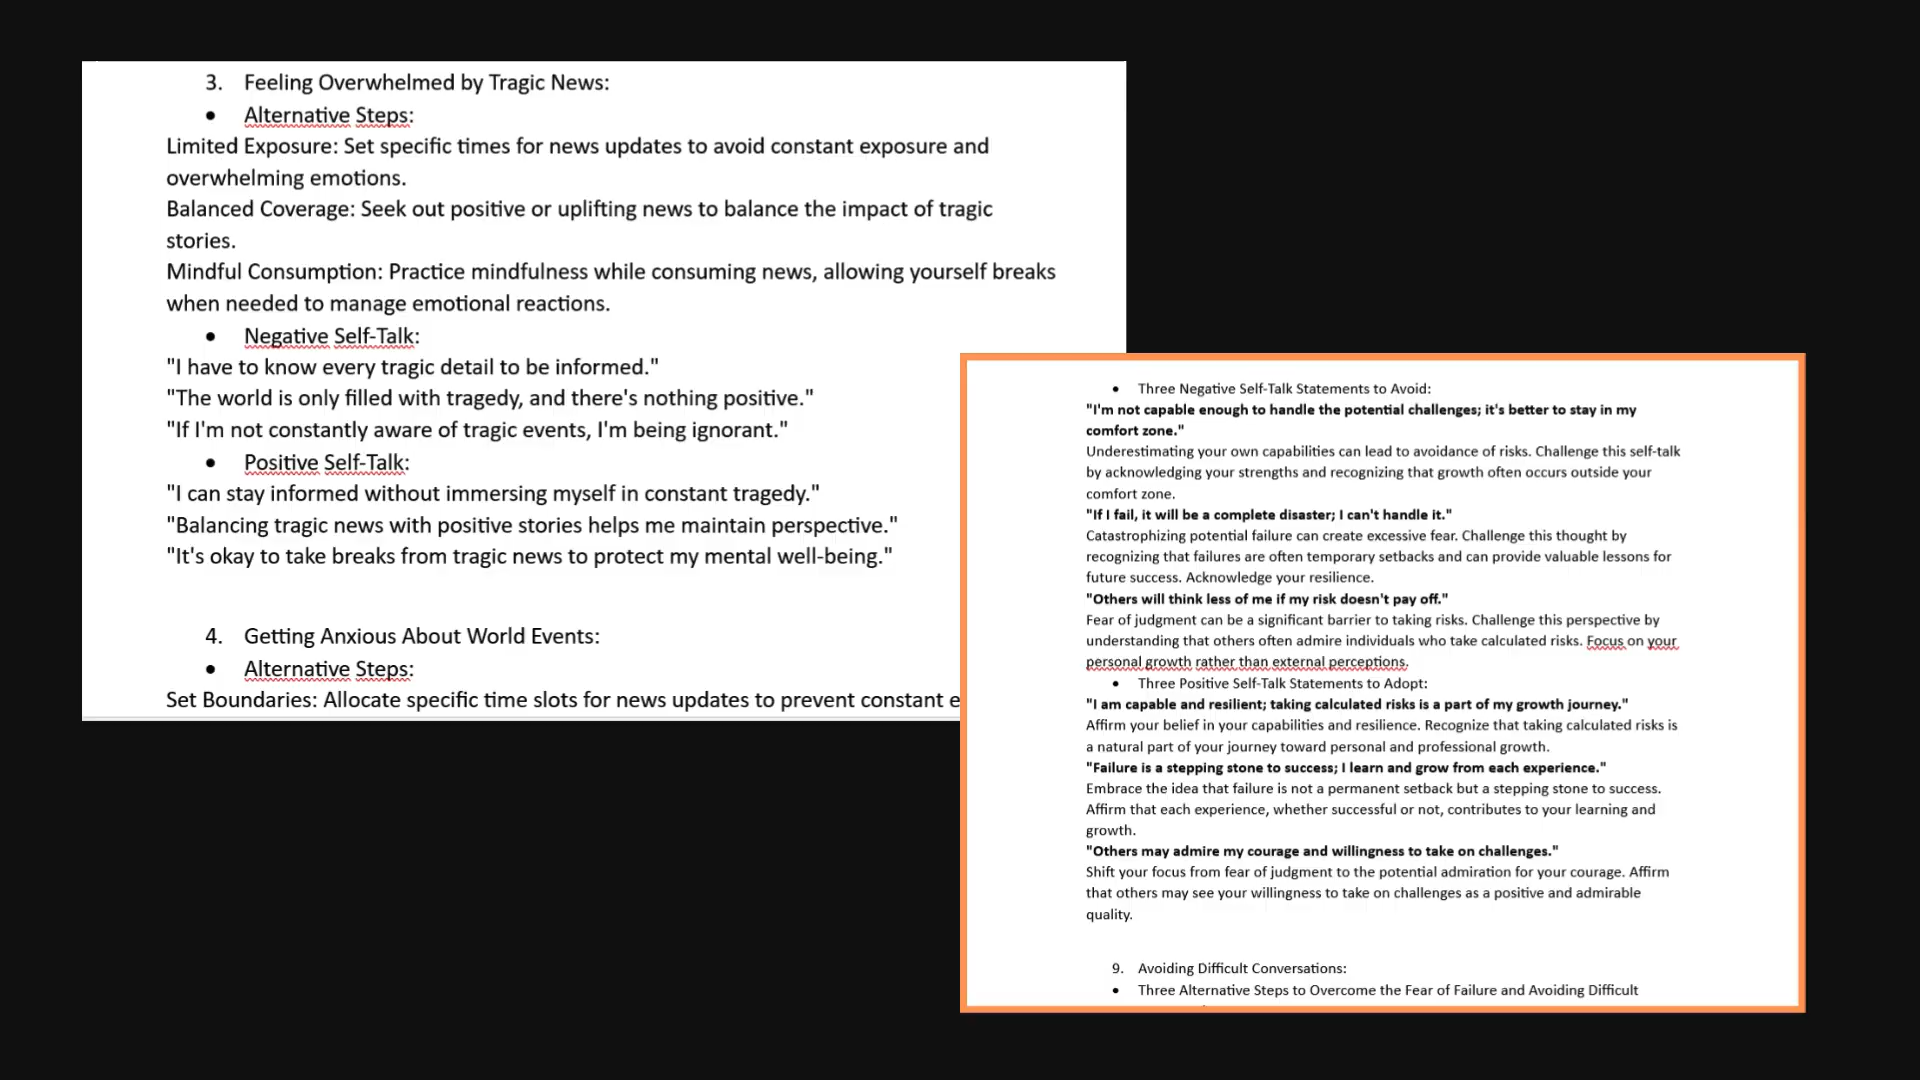 3. Feeling Overwhelmed by Tragic News:
• Alternative Steps:
Limited Exposure: Set specific times for news updates to avoid constant exposure and
overwhelming emotions.
Balanced Coverage: Seek out positive or uplifting news to balance the impact of tragic
stories.
Mindful Consumption: Practice mindfulness while consuming news, allowing yourself breaks
when needed to manage emotional reactions.
• Negative Self-Talk:
"I have to know every tragic detail to be informed."
"The world is only filled with tragedy, and there's nothing positive."
"If I'm not constantly aware of tragic events, I'm being ignorant."
• Positive Self-Talk:
"I can stay informed without immersing myself in constant tragedy."
"Balancing tragic news with positive stories helps me maintain perspective."
"It's okay to take breaks from tragic news to protect my mental well-being."
4. Getting Anxious About World Events:
• Alternative Steps:
Set Boundaries: Allocate specific time slots for news updates to prevent constant
• Three Negative Self-Talk Statements to Avoid:
"I'm not capable enough to handle the potential challenges; it's better to stay in my
comfort zone."
Underestimating your own capabilities can lead to avoidance of risks. Challenge this self-talk
by acknowledging your strengths and recognizing that growth often occurs outside your
comfort zone.
"If I fail, it will be a complete disaster; I can't handle it."
Catastrophizing potential failure can create excessive fear. Challenge this thought by
recognizing that failures are often temporary setbacks and can provide valuable lessons for
future success. Acknowledge your resilience.
"Others will think less of me if my risk doesn't pay off."
Fear of judgment can be a significant barrier to taking risks. Challenge this perspective by
understanding that others often admire individuals who take calculated risks. Focus on your
personal growth rather than external perceptions.
• Three Positive Self-Talk Statements to Adopt:
"I am capable and resilient; taking calculated risks is a part of my growth journey."
Affirm your belief in your capabilities and resilience. Recognize that taking calculated risks is
a natural part of your journey toward personal and professional growth.
"Failure is a stepping stone to success; I learn and grow from each experience."
Embrace the idea that failure is not a permanent setback but a stepping stone to success.
Affirm that each experience, whether successful or not, contributes to your learning and
growth.
"Others may admire my courage and willingness to take on challenges."
Shift your focus from fear of judgment to the potential admiration for your courage. Affirm
that others may see your willingness to take on challenges as a positive and admirable
quality.
9. Avoiding Difficult Conversations:
• Three Alternative Steps to Overcome the Fear of Failure and Avoiding Difficult